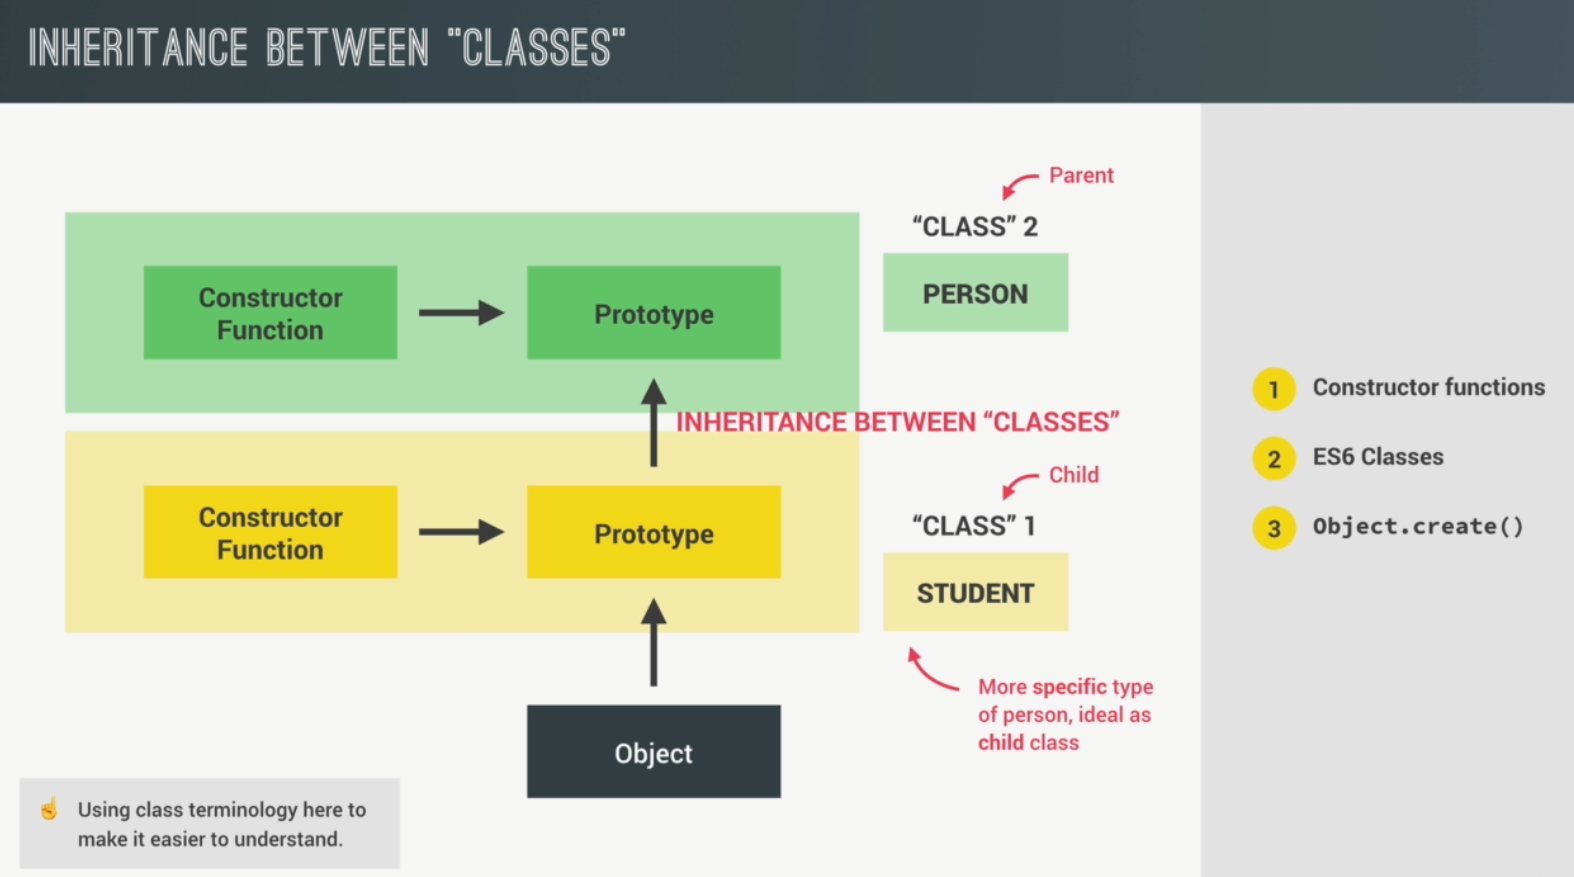 INHERITANCE BETWEEN "CLASSES"
Parent
“CLASS” 2
PERSON
Constructor
Function
Prototype
INHERITANCE BETWEEN “CLASSES”
Child
“CLASS” 1
STUDENT
Constructor
Function
Prototype
More specific type
of person, ideal as
child class
Object
Using class terminology here to
make it easier to understand.
1 Constructor functions
2 ES6 Classes
3 Object.create()